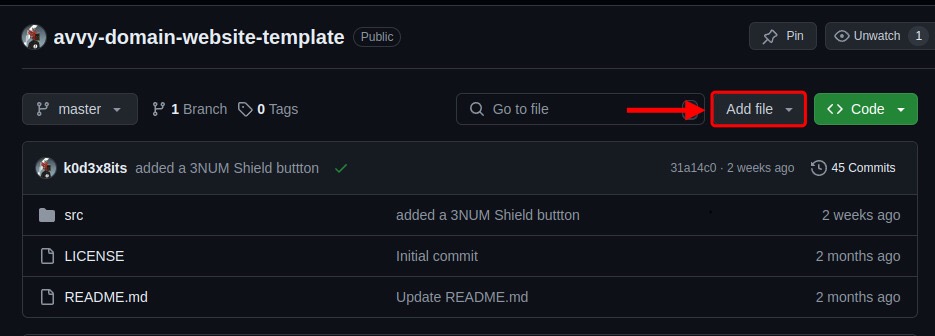 avvy-domain-website-template Public Pin Unwatch 1
master 1 Branch 0 Tags Go to file Add file Code
k0d3x8its added a 3NUM Shield buttton 31a14c0 · 2 weeks ago 45 Commits
src added a 3NUM Shield buttton 2 weeks ago
LICENSE Initial commit 2 months ago
README.md Update README.md 2 months ago